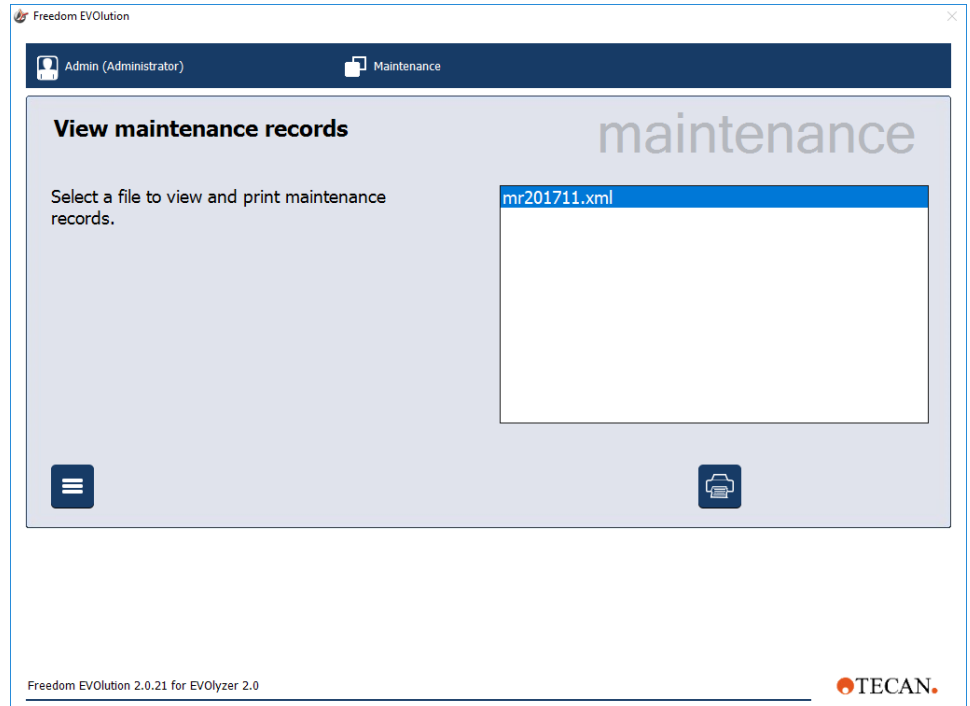 Freedom EVOlution
Admin (Administrator)
Maintenance
View maintenance records
maintenance
Select a file to view and print maintenance
records.
mr201711.xml
Freedom EVOlution 2.0.21 for EVOlyzer 2.0
TECAN.